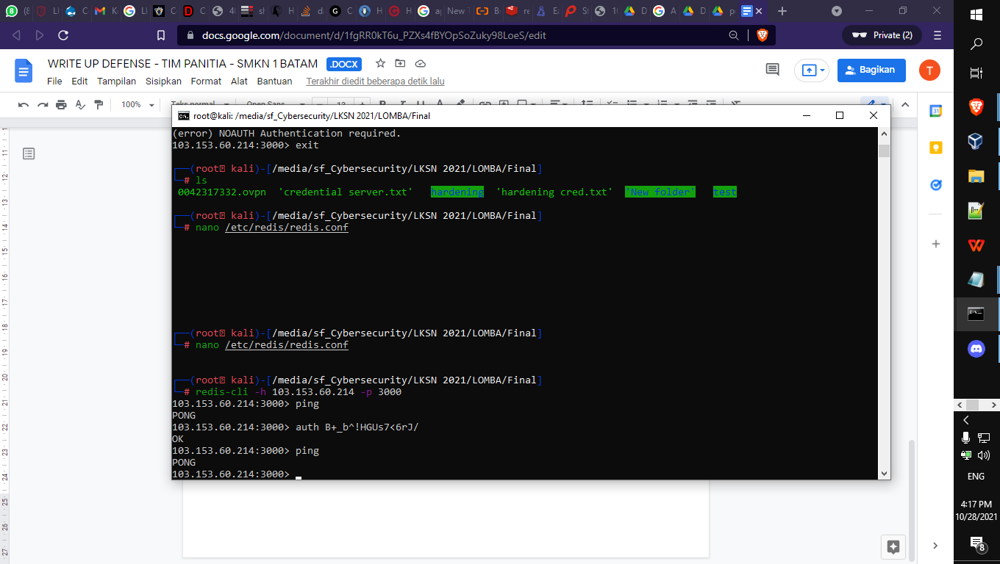 (8
docs.google.com/document/d/1fgRR0kT6u_PZXs4fBYOpSoZuky98LoeS/edit
Private (2)
WRITE UP DEFENSE - TIM PANITIA - SMKN 1 BATAM .DOCX
File Edit Tampilan Sisipkan Format Alat Bantuan Terakhir diedit beberapa detik lalu
Bagikan
T
100%
Teks normal
Open Sans
root@kali: /media/sf_Cybersecurity/LKSN 2021/LOMBA/Final
(error) NOAUTH Authentication required.
103.153.60.214:3000> exit
(root kali)-[/media/sf_Cybersecurity/LKSN 2021/LOMBA/Final]
# ls
0042317332.ovpn 'credential server.txt' hardening 'hardening cred.txt' 'New folder' test
(root kali)-[/media/sf_Cybersecurity/LKSN 2021/LOMBA/Final]
# nano /etc/redis/redis.conf
(root kali)-[/media/sf_Cybersecurity/LKSN 2021/LOMBA/Final]
# nano /etc/redis/redis.conf
(root kali)-[/media/sf_Cybersecurity/LKSN 2021/LOMBA/Final]
# redis-cli -h 103.153.60.214 -p 3000
103.153.60.214:3000> ping
PONG
103.153.60.214:3000> auth B+_b^!HGUs7<6rJ/
OK
103.153.60.214:3000> ping
PONG
103.153.60.214:3000>
ENG
4:17 PM
10/28/2021
8